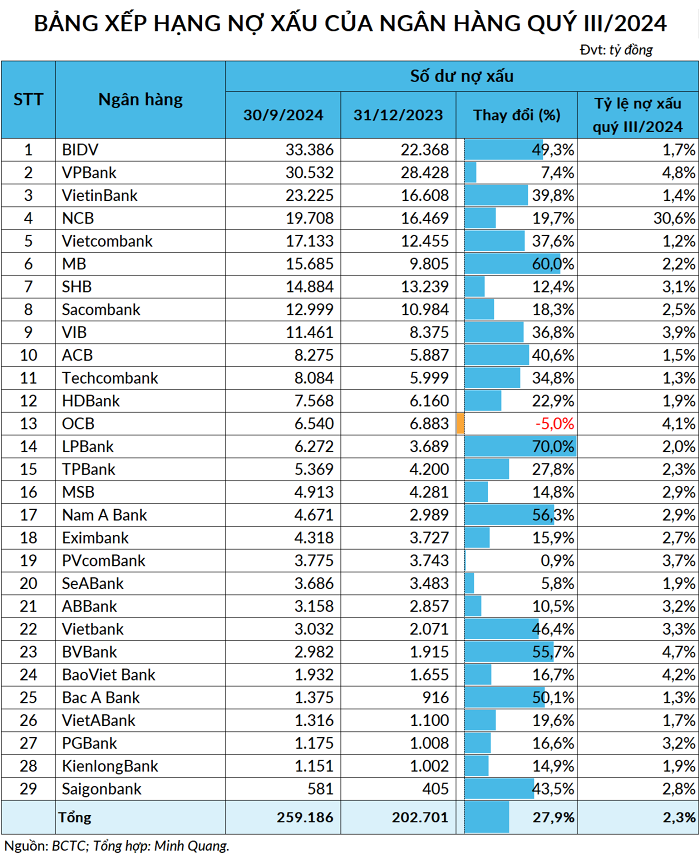 BẢNG XẾP HẠNG NỢ XẤU CỦA NGÂN HÀNG QUÝ III/2024
Đvt: tỷ đồng
STT Ngân hàng Số dư nợ xấu
30/9/2024 31/12/2023 Thay đổi (%) Tỷ lệ nợ xấu quý III/2024
1 BIDV 33.386 22.368 49,3% 1,7%
2 VPBank 30.532 28.428 7,4% 4,8%
3 VietinBank 23.225 16.608 39,8% 1,4%
4 NCB 19.708 16.469 19,7% 30,6%
5 Vietcombank 17.133 12.455 37,6% 1,2%
6 MB 15.685 9.805 60,0% 2,2%
7 SHB 14.884 13.239 12,4% 3,1%
8 Sacombank 12.999 10.984 18,3% 2,5%
9 VIB 11.461 8.375 36,8% 3,9%
10 ACB 8.275 5.887 40,6% 1,5%
11 Techcombank 8.084 5.999 34,8% 1,3%
12 HDBank 7.568 6.160 22,9% 1,9%
13 OCB 6.540 6.883 -5,0% 4,1%
14 LPBank 6.272 3.689 70,0% 2,0%
15 TPBank 5.369 4.200 27,8% 2,3%
16 MSB 4.913 4.281 14,8% 2,9%
17 Nam A Bank 4.671 2.989 56,3% 2,9%
18 Eximbank 4.318 3.727 15,9% 2,7%
19 PVcomBank 3.775 3.743 0,9% 3,7%
20 SeABank 3.686 3.483 5,8% 1,9%
21 ABBank 3.158 2.857 10,5% 3,2%
22 Vietbank 3.032 2.071 46,4% 3,3%
23 BVBank 2.982 1.915 55,7% 4,7%
24 BaoViet Bank 1.932 1.655 16,7% 4,2%
25 Bac A Bank 1.375 916 50,1% 1,3%
26 VietABank 1.316 1.100 19,6% 1,7%
27 PGBank 1.175 1.008 16,6% 3,2%
28 KienlongBank 1.151 1.002 14,9% 1,9%
29 Saigonbank 581 405 43,5% 2,8%
Tổng 259.186 202.701 27,9% 2,3%
Nguồn: BCTC; Tổng hợp: Minh Quang.